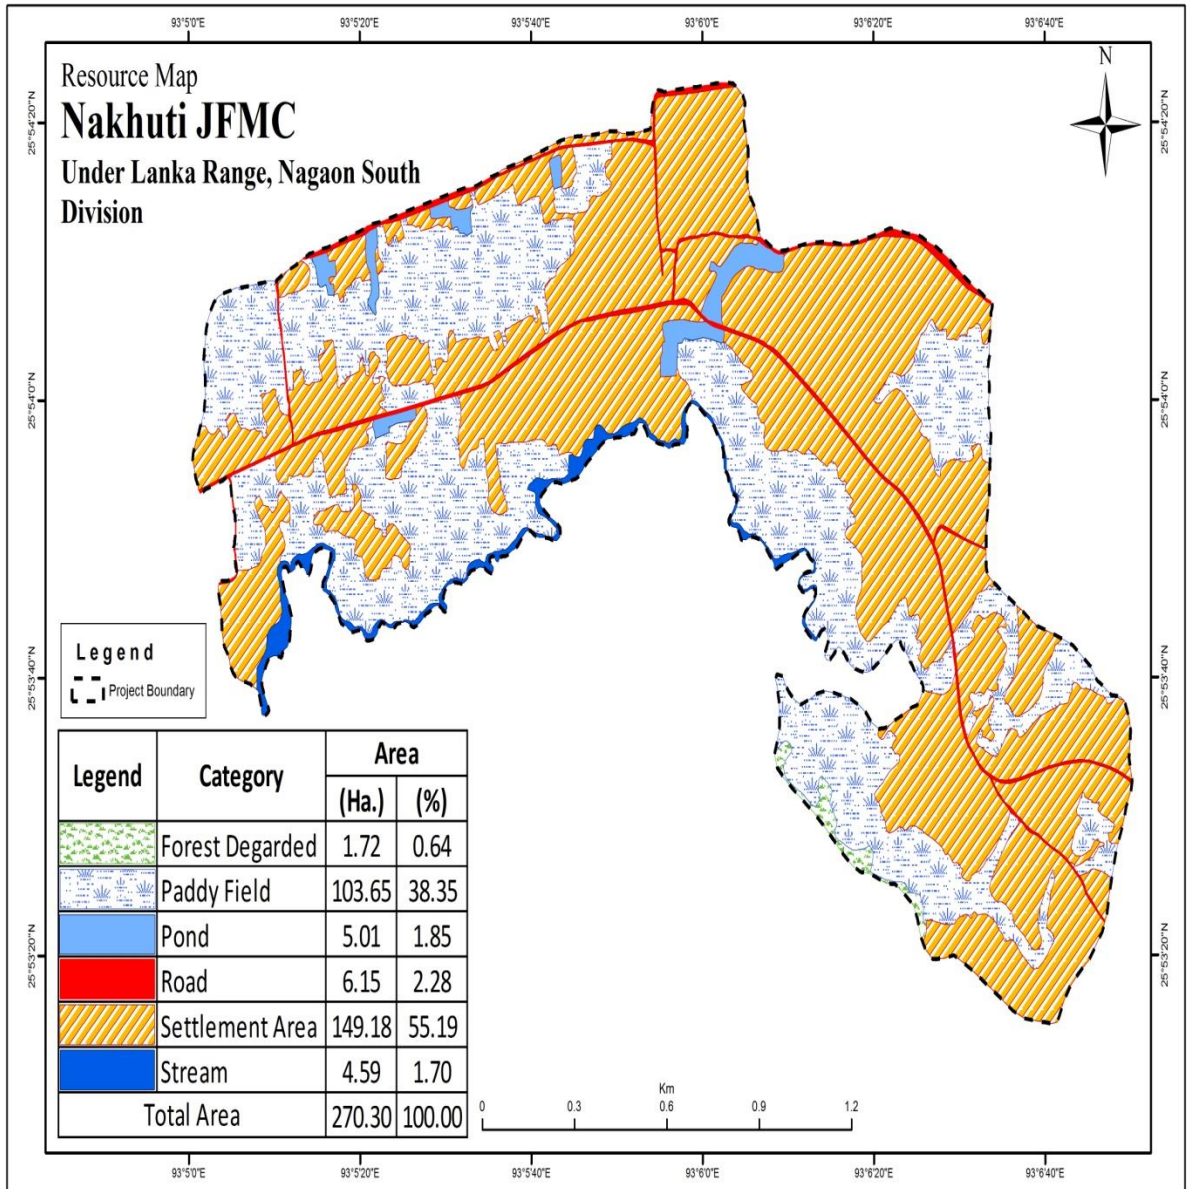 93°5'0"E 93°5'20"E 93°5'40"E 93°6'0"E 93°6'20"E 93°6'40"E
Resource Map
Nakhuti JFMC
Under Lanka Range, Nagaon South
Division
N
25°54'20"N 25°54'20"N
25°54'0"N 25°54'0"N
25°53'40"N 25°53'40"N
25°53'20"N 25°53'20"N
Legend
Project Boundary
Legend Category Area
(Ha.) (%)
Forest Degarded 1.72 0.64
Paddy Field 103.65 38.35
Pond 5.01 1.85
Road 6.15 2.28
Settlement Area 149.18 55.19
Stream 4.59 1.70
Total Area 270.30 100.00
Km
0 0.3 0.6 0.9 1.2
93°5'0"E 93°5'20"E 93°5'40"E 93°6'0"E 93°6'20"E 93°6'40"E